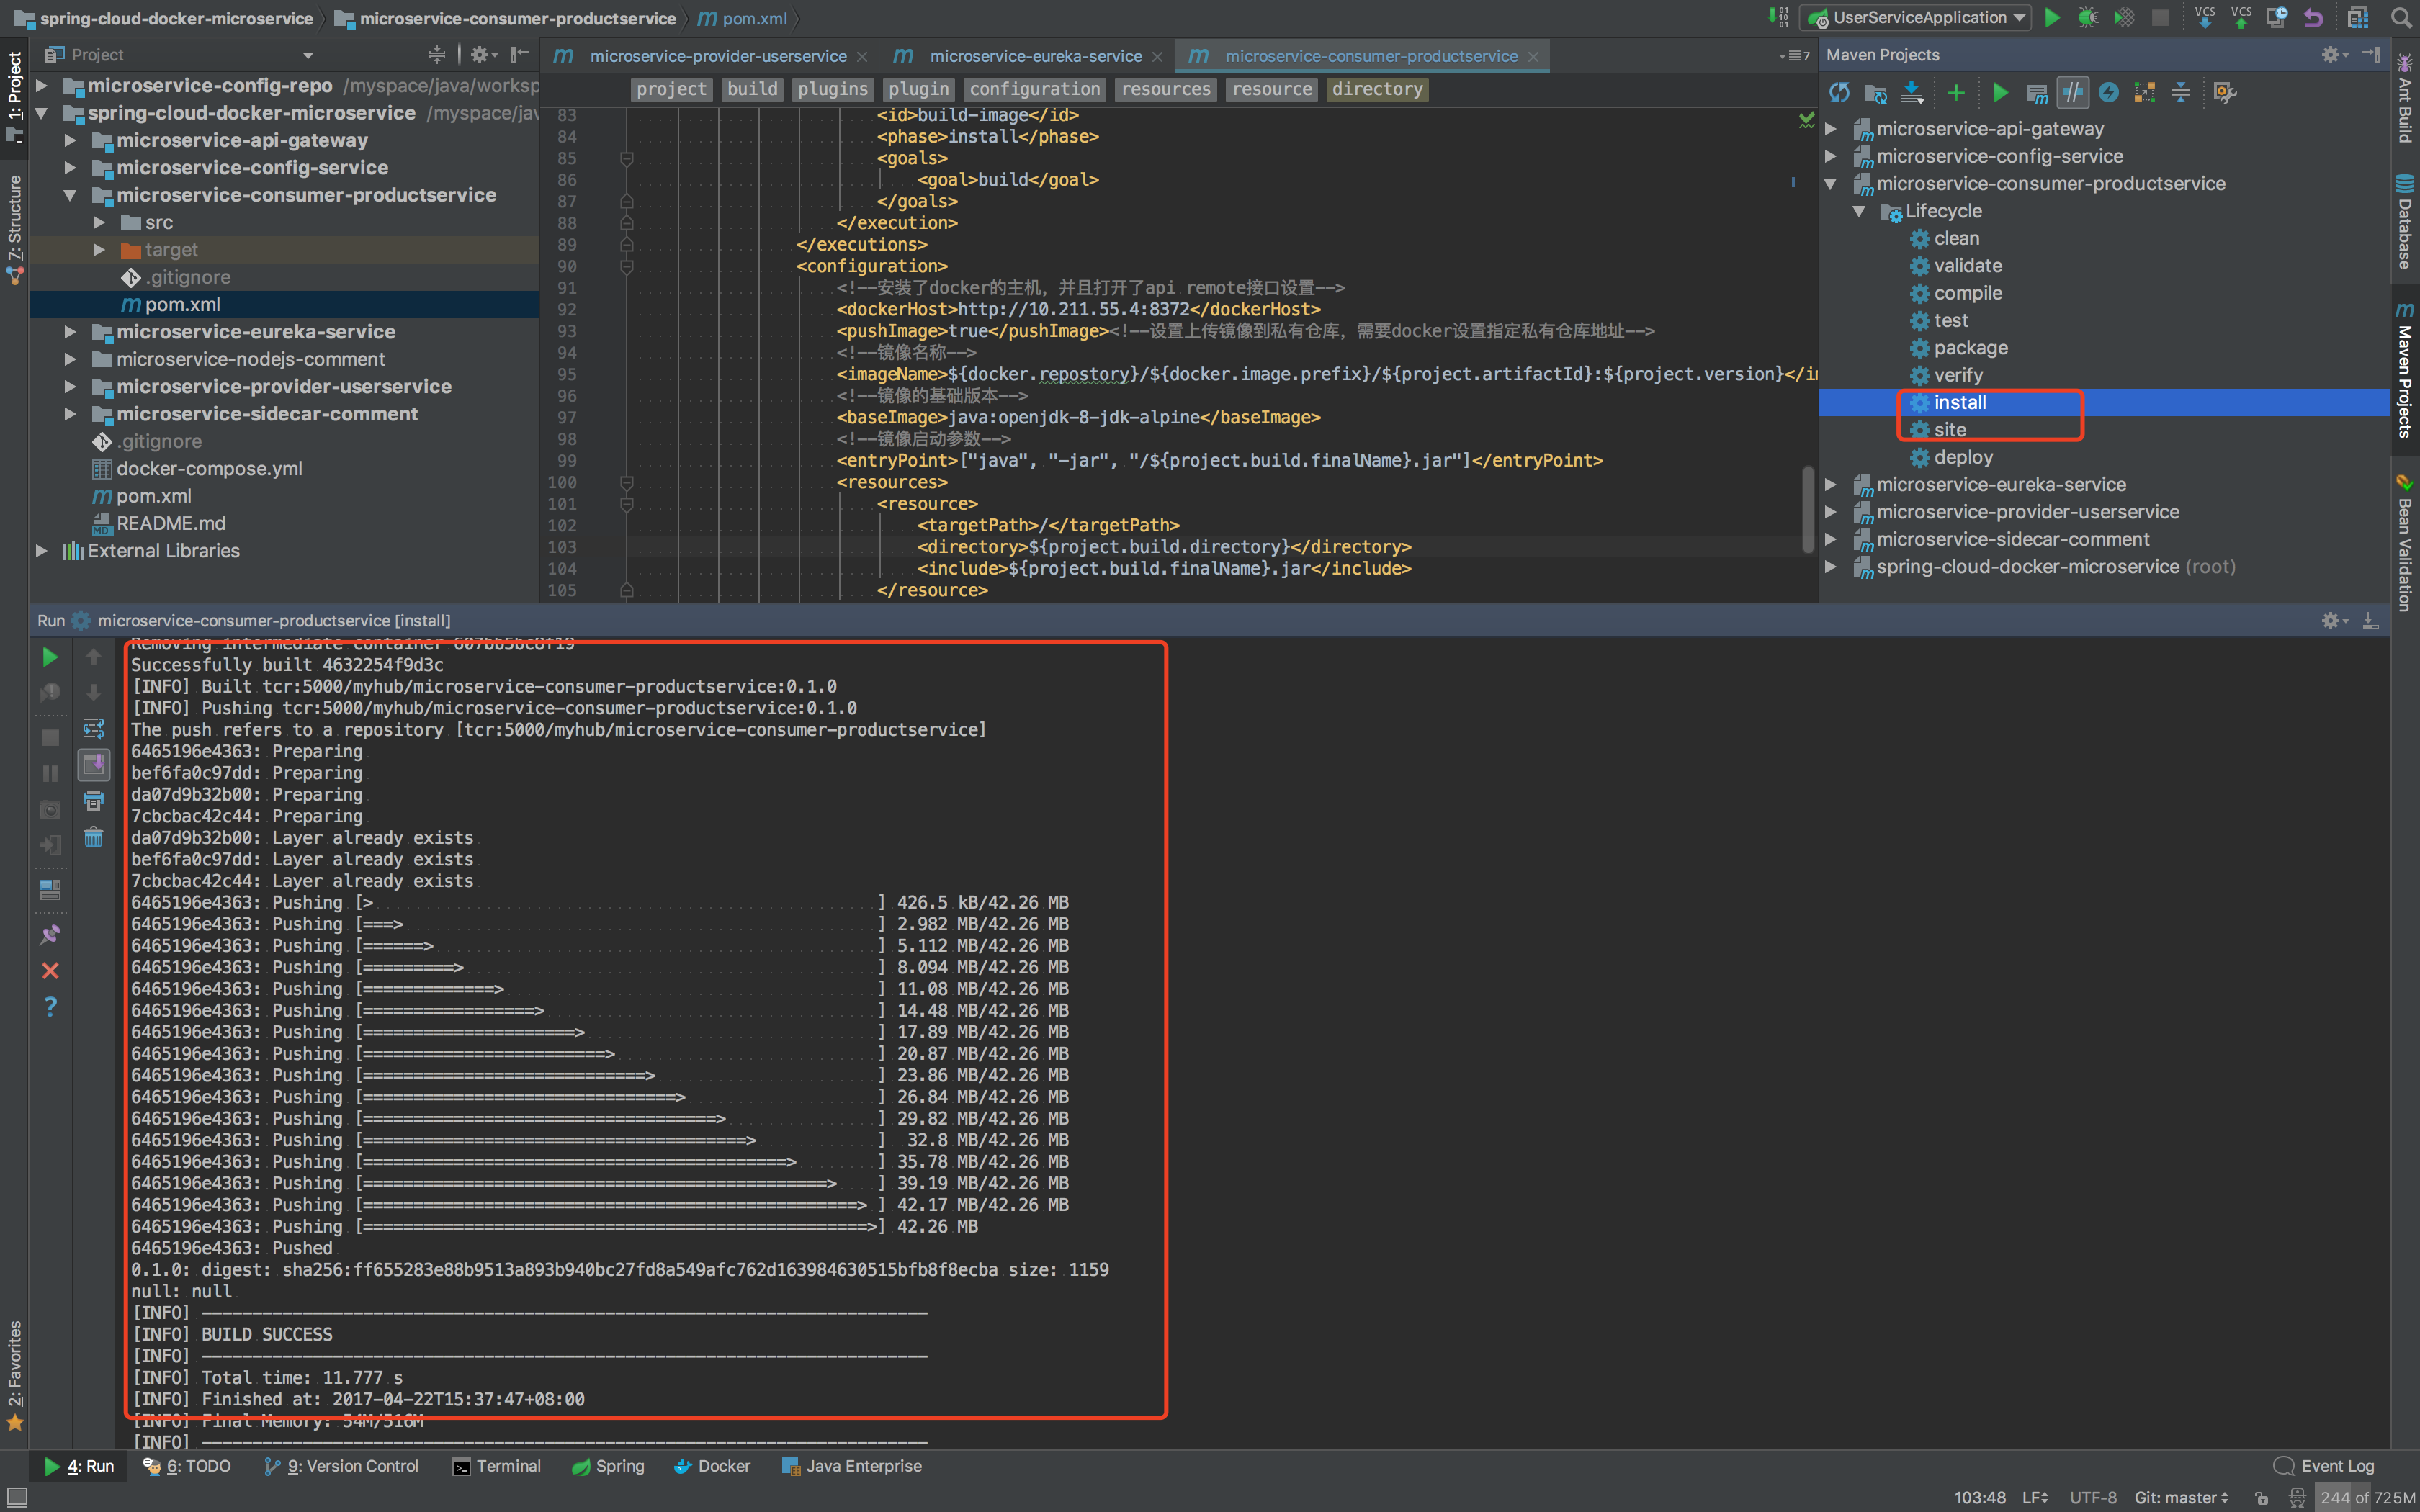 spring-cloud-docker-microservice microservice-consumer-productservice pom.xml UserServiceApplication VCS VCS
Project
microservice-provider-userservice microservice-eureka-service microservice-consumer-productservice 7
Maven Projects
1: Project
Z: Structure
2: Favorites
microservice-config-repo /myspace/java/worksp
spring-cloud-docker-microservice /myspace/jav
microservice-api-gateway
microservice-config-service
microservice-consumer-productservice
src
target
.gitignore
pom.xml
microservice-eureka-service
microservice-nodejs-comment
microservice-provider-userservice
microservice-sidecar-comment
.gitignore
docker-compose.yml
pom.xml
README.md
External Libraries
project build plugins plugin configuration resources resource directory
83 <id>build-image</id>
84 <phase>install</phase>
85 <goals>
86 <goal>build</goal>
87 </goals>
88 </execution>
89 </executions>
90 <configuration>
91 <!--安装了docker的主机，并且打开了api remote接口设置-->
92 <dockerHost>http://10.211.55.4:8372</dockerHost>
93 <pushImage>true</pushImage><!--设置上传镜像到私有仓库，需要docker设置指定私有仓库地址-->
94 <!--镜像名称-->
95 <imageName>${docker.repostory}/${docker.image.prefix}/${project.artifactId}:${project.version}</in
96 <!--镜像的基础版本-->
97 <baseImage>java:openjdk-8-jdk-alpine</baseImage>
98 <!--镜像启动参数-->
99 <entryPoint>["java", "-jar", "/${project.build.finalName}.jar"]</entryPoint>
100 <resources>
101 <resource>
102 <targetPath>/</targetPath>
103 <directory>${project.build.directory}</directory>
104 <include>${project.build.finalName}.jar</include>
105 </resource>
microservice-api-gateway
microservice-config-service
microservice-consumer-productservice
Lifecycle
clean
validate
compile
test
package
verify
install
site
deploy
microservice-eureka-service
microservice-provider-userservice
microservice-sidecar-comment
spring-cloud-docker-microservice (root)
Ant Build
Database
Maven Projects
Bean Validation
Run microservice-consumer-productservice [install]
Removing intermediate container 607bb5bc8f19
Successfully built 4632254f9d3c
[INFO] Built tcr:5000/myhub/microservice-consumer-productservice:0.1.0
[INFO] Pushing tcr:5000/myhub/microservice-consumer-productservice:0.1.0
The push refers to a repository [tcr:5000/myhub/microservice-consumer-productservice]
6465196e4363: Preparing
bef6fa0c97dd: Preparing
da07d9b32b00: Preparing
7cbcbac42c44: Preparing
da07d9b32b00: Layer already exists
bef6fa0c97dd: Layer already exists
7cbcbac42c44: Layer already exists
6465196e4363: Pushing [> ] 426.5 kB/42.26 MB
6465196e4363: Pushing [===> ] 2.982 MB/42.26 MB
6465196e4363: Pushing [======> ] 5.112 MB/42.26 MB
6465196e4363: Pushing [=========> ] 8.094 MB/42.26 MB
6465196e4363: Pushing [=============> ] 11.08 MB/42.26 MB
6465196e4363: Pushing [=================> ] 14.48 MB/42.26 MB
6465196e4363: Pushing [=====================> ] 17.89 MB/42.26 MB
6465196e4363: Pushing [========================> ] 20.87 MB/42.26 MB
6465196e4363: Pushing [============================> ] 23.86 MB/42.26 MB
6465196e4363: Pushing [===============================> ] 26.84 MB/42.26 MB
6465196e4363: Pushing [===================================> ] 29.82 MB/42.26 MB
6465196e4363: Pushing [======================================> ] 32.8 MB/42.26 MB
6465196e4363: Pushing [==========================================> ] 35.78 MB/42.26 MB
6465196e4363: Pushing [==============================================> ] 39.19 MB/42.26 MB
6465196e4363: Pushing [=================================================> ] 42.17 MB/42.26 MB
6465196e4363: Pushing [==================================================>] 42.26 MB
6465196e4363: Pushed
0.1.0: digest: sha256:ff655283e88b9513a893b940bc27fd8a549afc762d163984630515bfb8f8ecba size: 1159
null: null
[INFO] ------------------------------------------------------------------------
[INFO] BUILD SUCCESS
[INFO] ------------------------------------------------------------------------
[INFO] Total time: 11.777 s
[INFO] Finished at: 2017-04-22T15:37:47+08:00
[INFO] Final Memory: 54M/516M
[INFO] ------------------------------------------------------------------------
4: Run 6: TODO 9: Version Control Terminal Spring Docker Java Enterprise Event Log
103:48 LF UTF-8 Git: master 244 of 725M